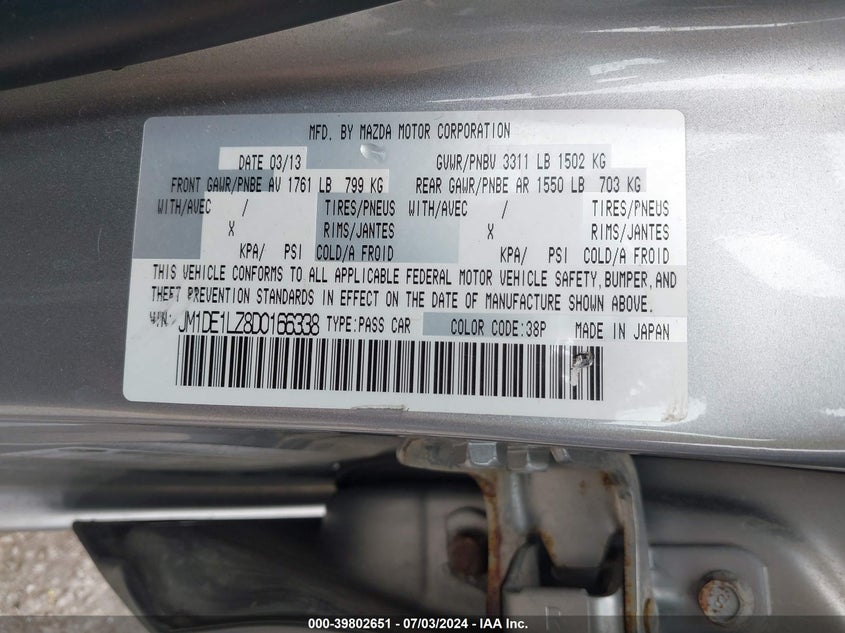 MFD. BY MAZDA MOTOR CORPORATION
DATE 03/13 GVWR/PNBV 3311 LB 1502 KG
FRONT GAWR/PNBE AV 1761 LB 799 KG REAR GAWR/PNBE AR 1550 LB 703 KG
WITH/AVEC / TIRES/PNEUS WITH/AVEC / TIRES/PNEUS
X RIMS/JANTES X RIMS/JANTES
KPA/ PSI COLD/A FROID KPA/ PSI COLD/A FROID
THIS VEHICLE CONFORMS TO ALL APPLICABLE FEDERAL MOTOR VEHICLE SAFETY, BUMPER, AND
THEFT PREVENTION STANDARDS IN EFFECT ON THE DATE OF MANUFACTURE SHOWN ABOVE.
JM1DE1LZ8D0166338 TYPE:PASS CAR COLOR CODE:38P MADE IN JAPAN
000-39802651 - 07/03/2024 - IAA Inc.